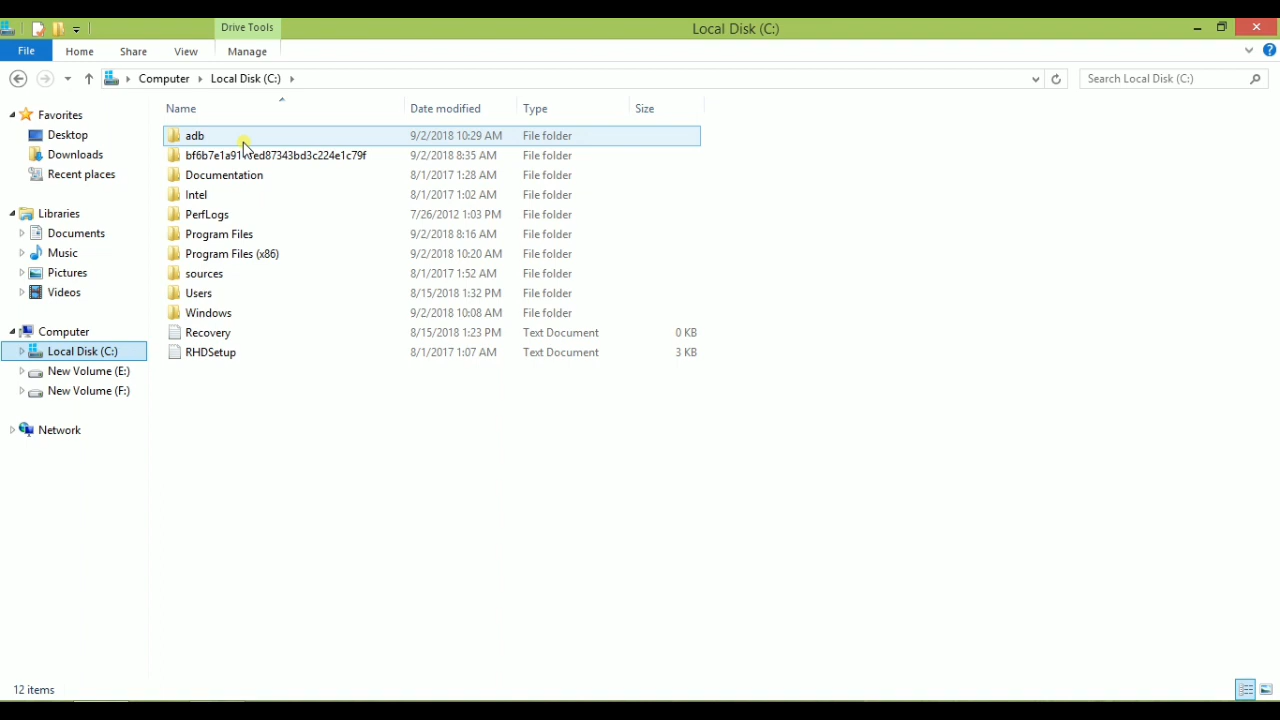 Drive Tools
Local Disk (C:)
File Home Share View Manage
Computer Local Disk (C:)
Search Local Disk (C:)
Name Date modified Type Size
Favorites
Desktop
Downloads
Recent places
Libraries
Documents
Music
Pictures
Videos
Computer
Local Disk (C:)
New Volume (E:)
New Volume (F:)
Network
adb 9/2/2018 10:29 AM File folder
9/2/2018 8:35 AM File folder
Documentation 8/1/2017 1:28 AM File folder
Intel 8/1/2017 1:02 AM File folder
PerfLogs 7/26/2012 1:03 PM File folder
Program Files 9/2/2018 8:16 AM File folder
Program Files (x86) 9/2/2018 10:20 AM File folder
sources 8/1/2017 1:52 AM File folder
Users 8/15/2018 1:32 PM File folder
Windows 9/2/2018 10:08 AM File folder
Recovery 8/15/2018 1:23 PM Text Document 0 KB
RHDSetup 8/1/2017 1:07 AM Text Document 3 KB
12 items